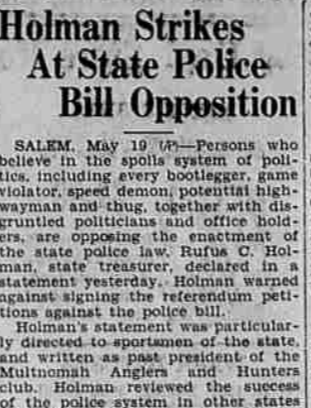 Holman Strikes
At State Police
Bill Opposition
SALEM, May 19 (AP)—Persons who
believe in the spoils system of poli-
tics, including every bootlegger, game
violator, speed demon, potential high-
wayman and thug, together with dis-
gruntled politicians and office hold-
ers, are opposing the enactment of
the state police law, Rufus C. Hol-
man, state treasurer, declared in a
statement yesterday. Holman warned
against signing the referendum peti-
tions against the police bill.
Holman's statement was particular-
ly directed to sportsmen of the state,
and written as past president of the
Multnomah Anglers and Hunters
club. Holman reviewed the success
of the police system in other states